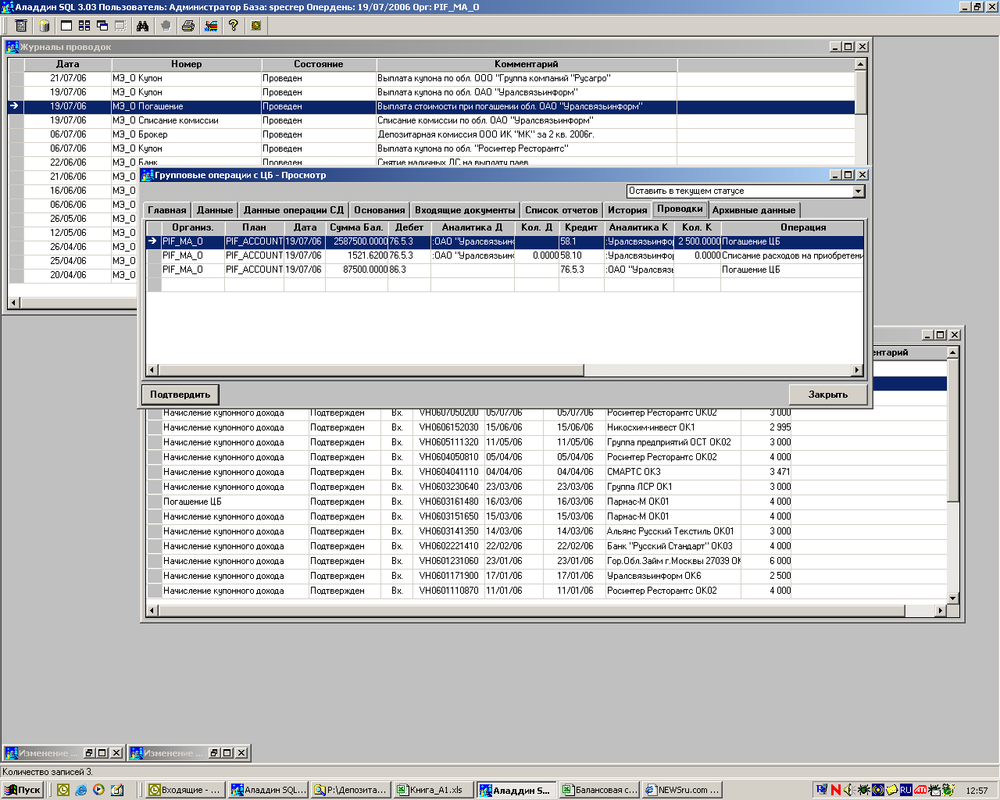 Аладдин SQL 3.03 Пользователь: Администратор База: specrep Опердень: 19/07/2006 Орг: PIF_MA_O
Журналы проводок
Дата Номер Состояние Комментарий
21/07/06 МЭ_О Купон Проведен Выплата купона по обл. ООО "Группа компаний "Русагро"
19/07/06 МЭ_О Купон Проведен Выплата купона по обл. ОАО "Уралсвязьинформ"
19/07/06 МЭ_О Погашение Проведен Выплата стоимости при погашении обл. ОАО "Уралсвязьинформ"
19/07/06 МЭ_О Списание комиссии Проведен Списание комиссии по обл. ОАО "Уралсвязьинформ"
06/07/06 МЭ_О Брокер Проведен Депозитарная комиссия ООО ИК "МК" за 2 кв. 2006г.
06/07/06 МЭ_О Купон Проведен Выплата купона по обл. "Росинтер Ресторантс"
22/06/06 МЭ_О Банк Проведен Снятие наличных ДС на выплату паев
21/06/06 МЭ_О
16/06/06 МЭ_О
06/06/06 МЭ_О
26/05/06 МЭ_О
12/05/06 МЭ_О
26/04/06 МЭ_О
25/04/06 МЭ_О
20/04/06 МЭ_О
Групповые операции с ЦБ - Просмотр
Оставить в текущем статусе
Главная Данные Данные операции СД Основания Входящие документы Список отчетов История Проводки Архивные данные
Организ. План Дата Сумма Бал. Дебет Аналитика Д Кол. Д Кредит Аналитика К Кол. К Операция
PIF_MA_O PIF_ACCOUNT 19/07/06 2587500.0000 76.5.3 :ОАО "Уралсвязьин 58.1 :Уралсвязьинфор 2 500.0000 Погашение ЦБ
PIF_MA_O PIF_ACCOUNT 19/07/06 1521.6200 76.5.3 :ОАО "Уралсвязьин 0.0000 58.10 :Уралсвязьинфор 0.0000 Списание расходов на приобретени
PIF_MA_O PIF_ACCOUNT 19/07/06 87500.0000 86.3 76.5.3 :ОАО "Уралсвязь Погашение ЦБ
Подтвердить Закрыть
ентарий
Начисление купонного дохода Подтвержден Вх. VH0607050200 05/07/06 05/07/06 Росинтер Ресторантс ОК02 3 000
Начисление купонного дохода Подтвержден Вх. VH0606152030 15/06/06 15/06/06 Никосхим-инвест ОК1 2 995
Начисление купонного дохода Подтвержден Вх. VH0605111320 11/05/06 11/05/06 Группа предприятий ОСТ ОК02 3 000
Начисление купонного дохода Подтвержден Вх. VH0604050810 05/04/06 05/04/06 Росинтер Ресторантс ОК02 4 000
Начисление купонного дохода Подтвержден Вх. VH0604041110 04/04/06 04/04/06 СМАРТС ОК3 3 471
Начисление купонного дохода Подтвержден Вх. VH0603230640 23/03/06 23/03/06 Группа ЛСР ОК1 3 000
Погашение ЦБ Подтвержден Вх. VH0603161480 16/03/06 16/03/06 Парнас-М ОК01 4 000
Начисление купонного дохода Подтвержден Вх. VH0603151650 15/03/06 15/03/06 Парнас-М ОК01 4 000
Начисление купонного дохода Подтвержден Вх. VH0603141350 14/03/06 14/03/06 Альянс Русский Текстиль ОК01 3 000
Начисление купонного дохода Подтвержден Вх. VH0602221410 22/02/06 22/02/06 Банк "Русский Стандарт" ОК03 4 000
Начисление купонного дохода Подтвержден Вх. VH0601231060 23/01/06 23/01/06 Гор.Обл.Займ г.Москвы 27039 ОК 6 000
Начисление купонного дохода Подтвержден Вх. VH0601171900 17/01/06 17/01/06 Уралсвязьинформ ОК6 2 500
Начисление купонного дохода Подтвержден Вх. VH0601110870 11/01/06 11/01/06 Росинтер Ресторантс ОК02 4 000
Изменение ... Изменение ...
Количество записей 3.
Пуск Входящие - ... Аладдин SQL... P:\Депозита... Книга_А1.xls Аладдин S... Балансовая с... NEWSru.com ... RU 12:57